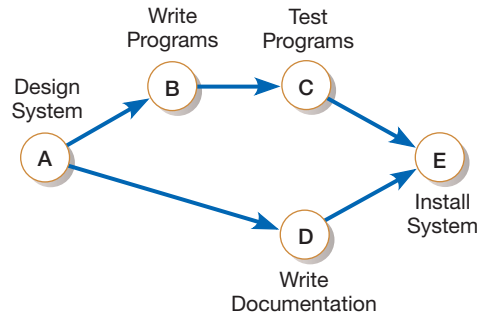 Write
Programs
Test
Programs
Design
System
B
C
A
E
Install
System
D
Write
Documentation